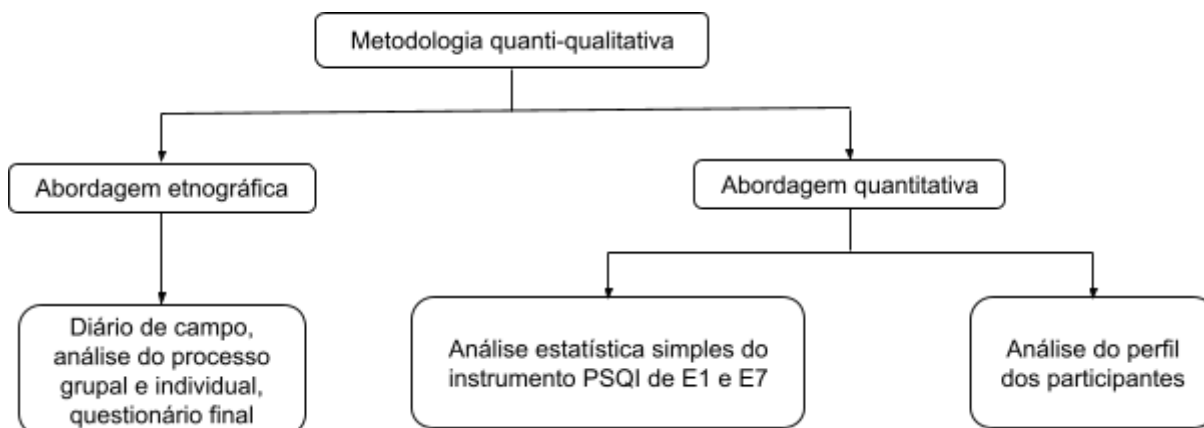 Metodologia quanti-qualitativa
Abordagem etnográfica
Abordagem quantitativa
Diário de campo,
análise do processo
grupal e individual,
questionário final
Análise estatística simples do
instrumento PSQI de E1 e E7
Análise do perfil
dos participantes